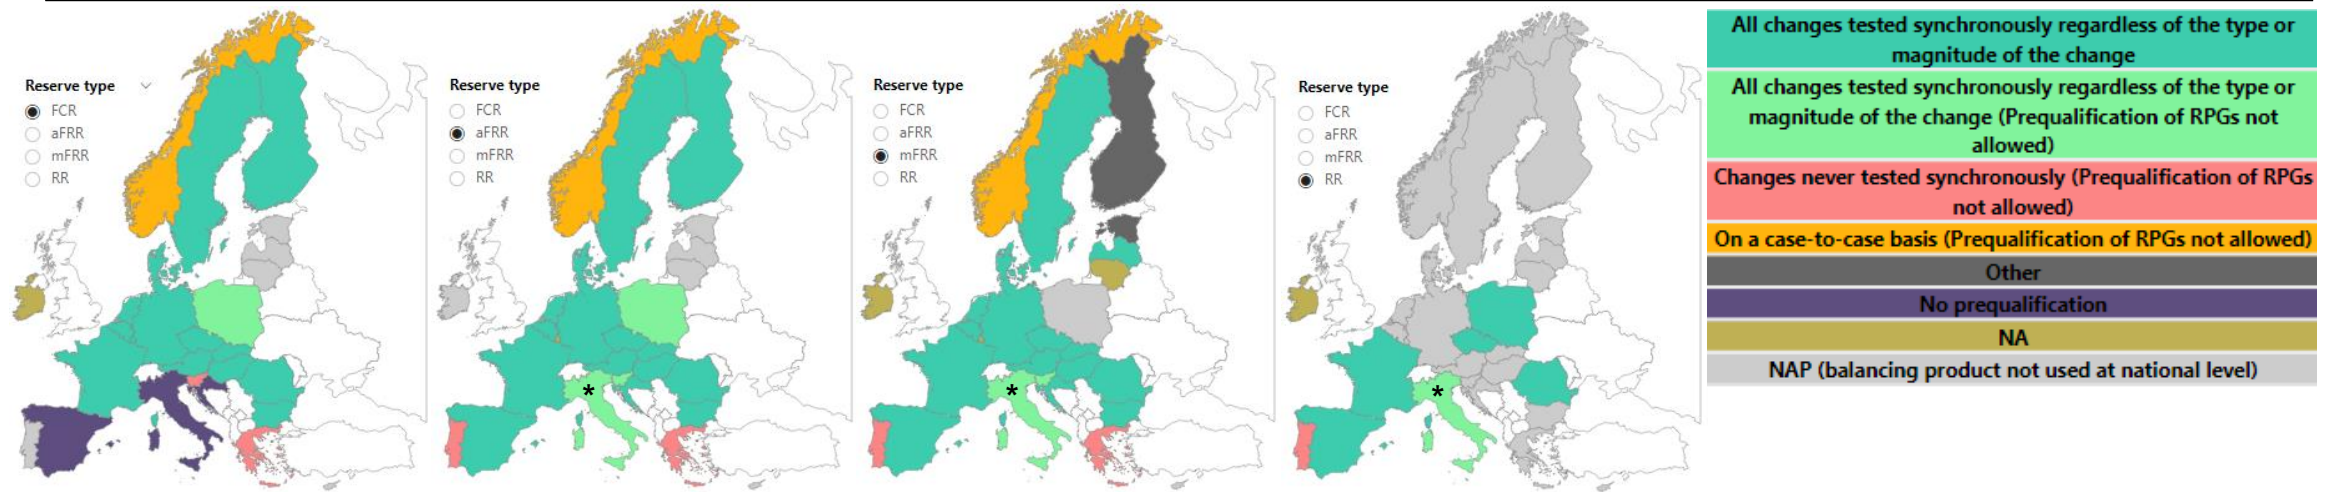 Reserve type
FCR
aFRR
mFRR
RR
Reserve type
FCR
aFRR
mFRR
RR
Reserve type
FCR
aFRR
mFRR
RR
Reserve type
FCR
aFRR
mFRR
RR
*
*
*
All changes tested synchronously regardless of the type or
magnitude of the change
All changes tested synchronously regardless of the type or
magnitude of the change (Prequalification of RPGs not
allowed)
Changes never tested synchronously (Prequalification of RPGs
not allowed)
On a case-to-case basis (Prequalification of RPGs not allowed)
Other
No prequalification
NA
NAP (balancing product not used at national level)